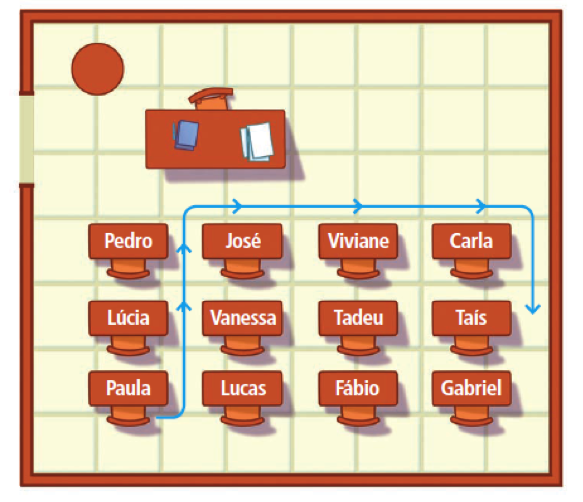 Pedro José Viviane Carla
Lúcia Vanessa Tadeu Taís
Paula Lucas Fábio Gabriel